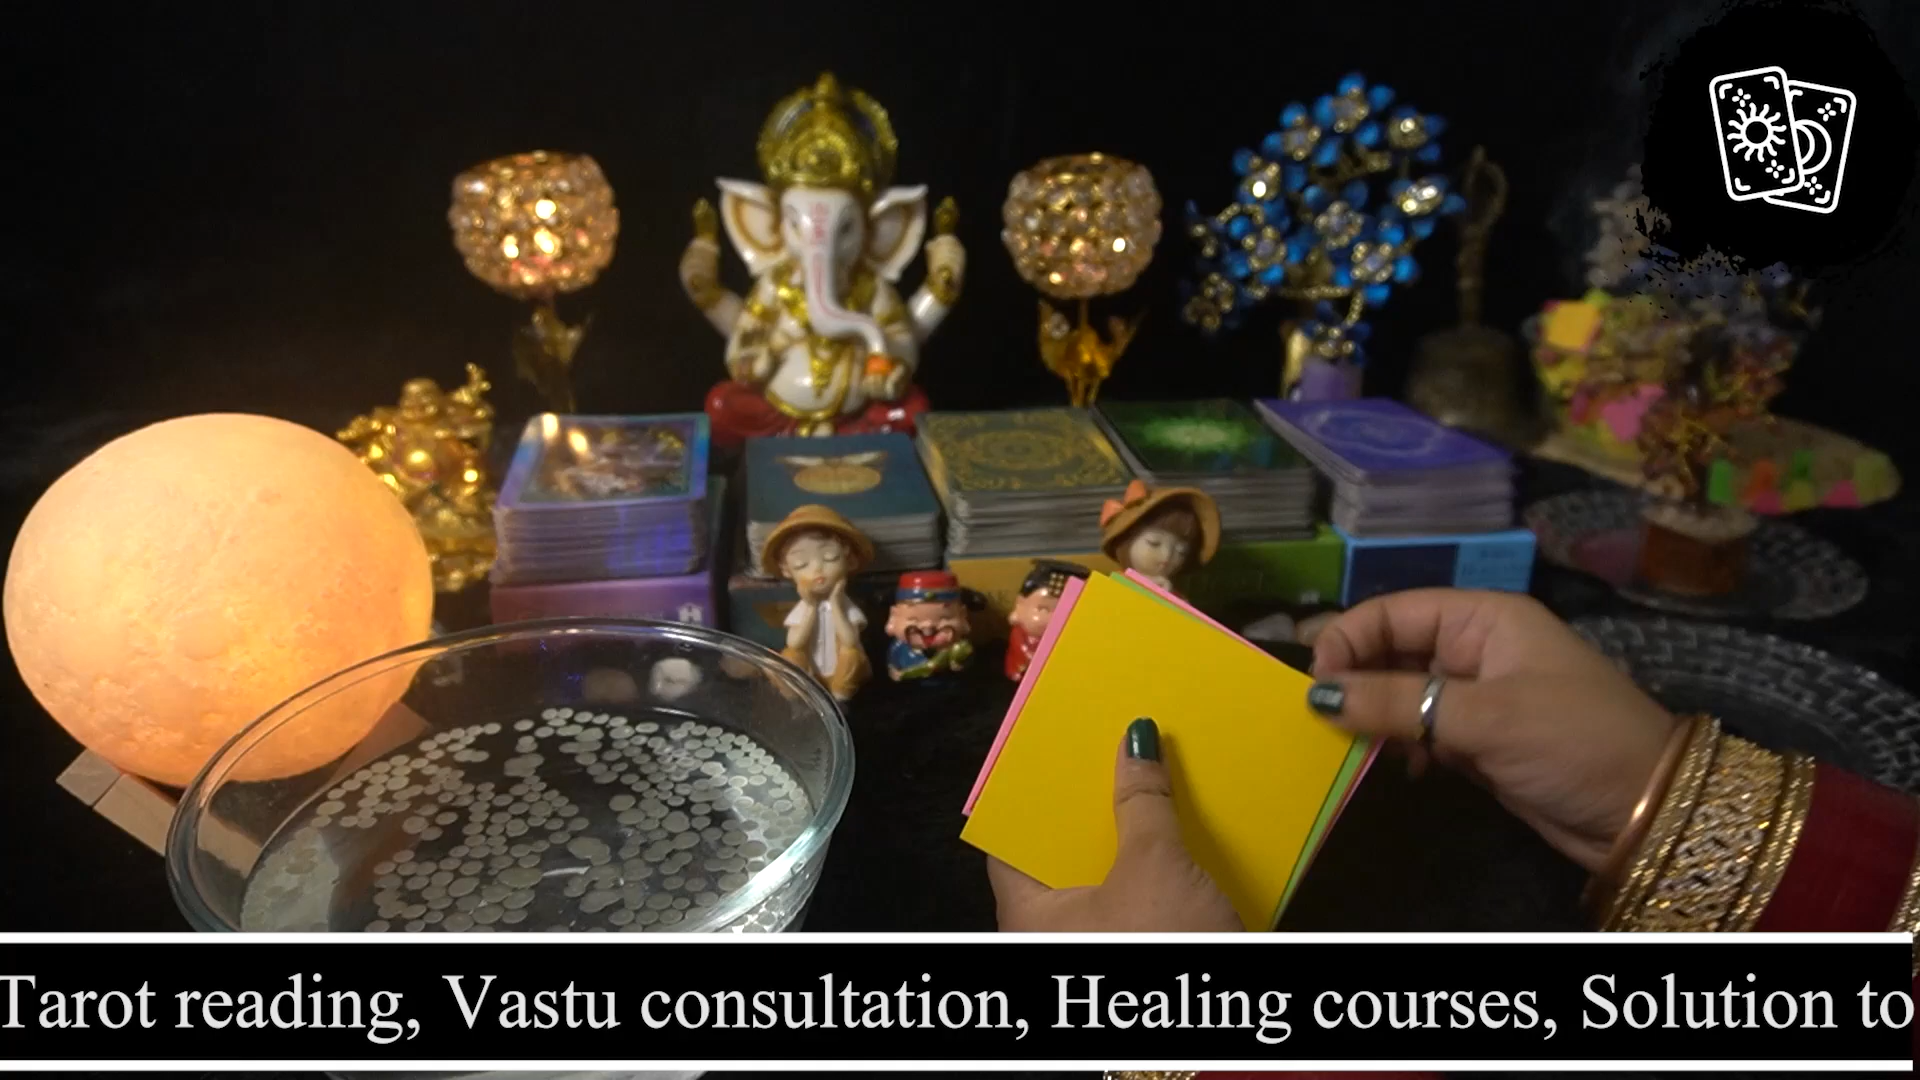 Tarot reading, Vastu consultation, Healing courses, Solution to